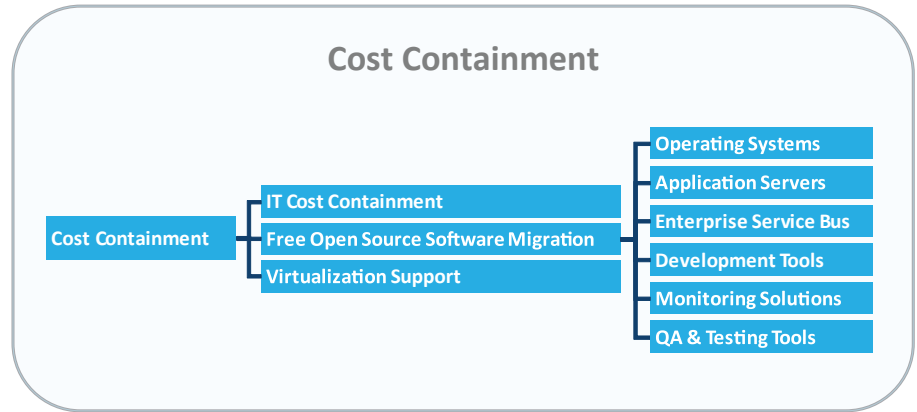 Cost Containment
Cost Containment
IT Cost Containment
Free Open Source Software Migration
Virtualization Support
Operating Systems
Application Servers
Enterprise Service Bus
Development Tools
Monitoring Solutions
QA & Testing Tools